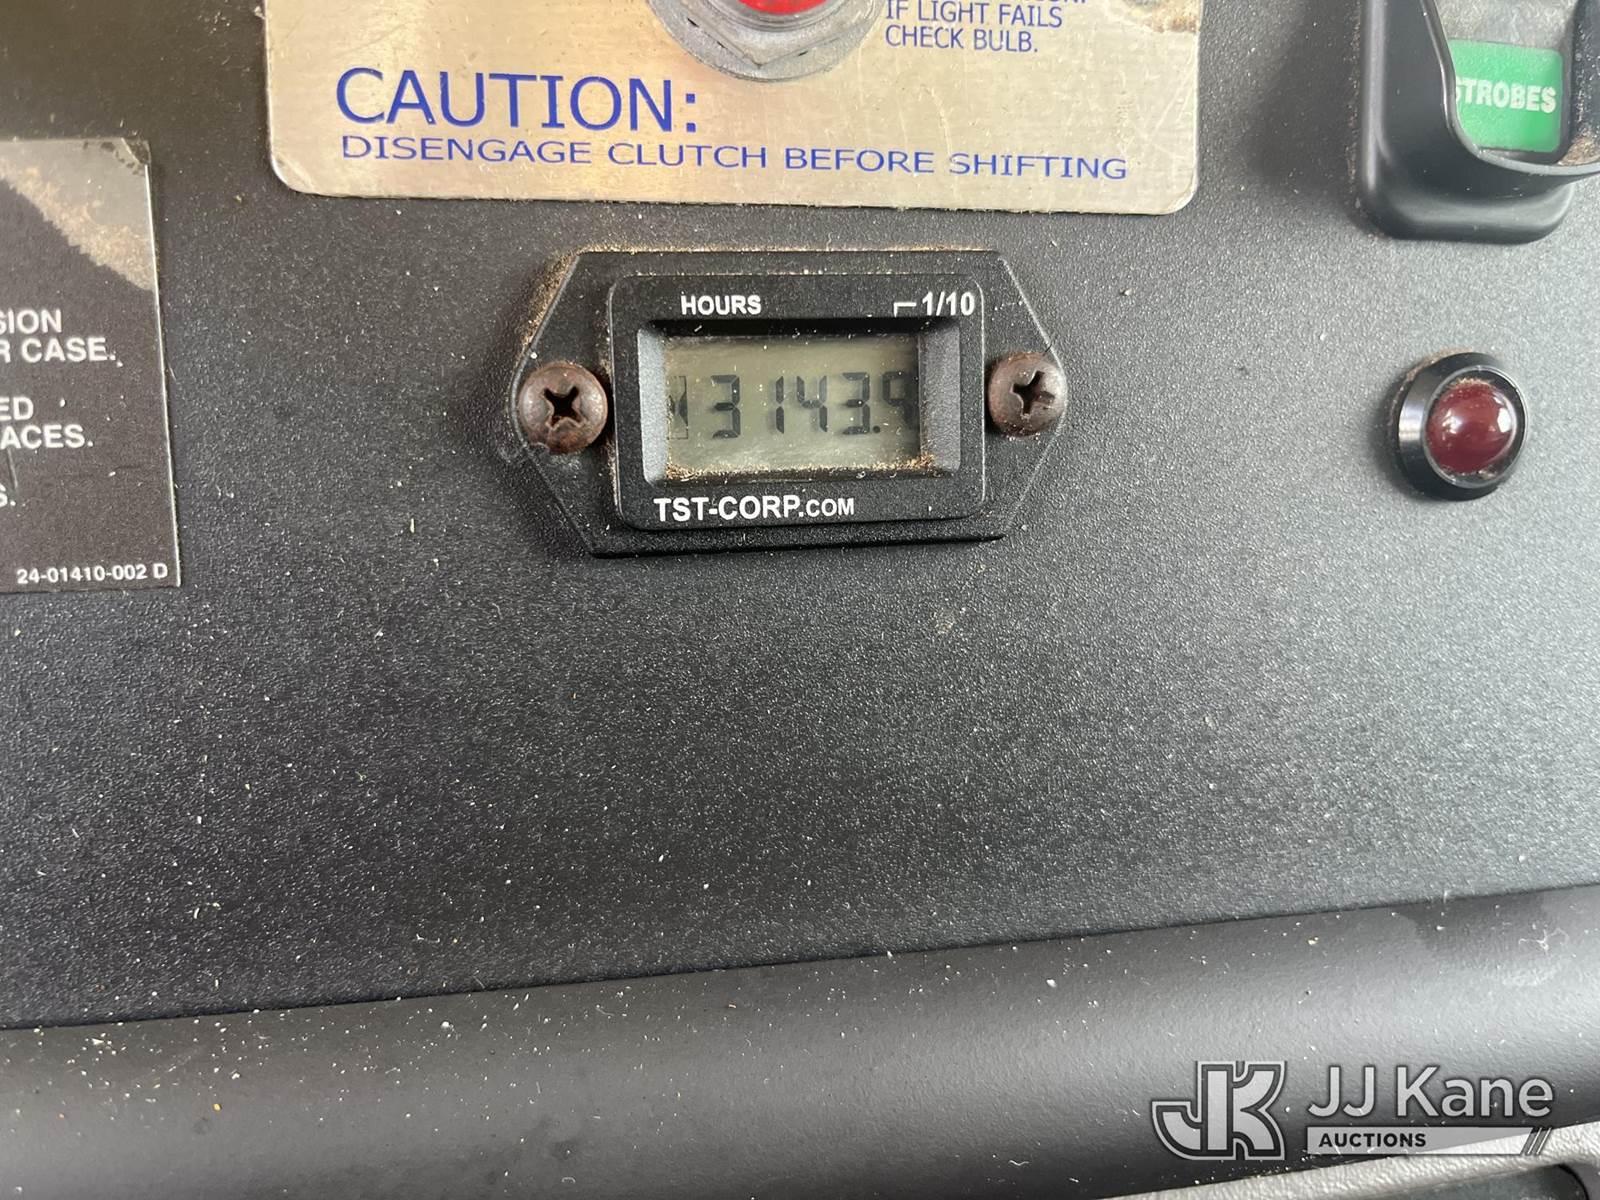 IF LIGHT FAILS
CHECK BULB.
CAUTION:
DISENGAGE CLUTCH BEFORE SHIFTING
STROBES
HOURS
1/10
3143.9
TST-CORP.COM
CASE.
24-01410-002 D
JJ Kane
AUCTIONS